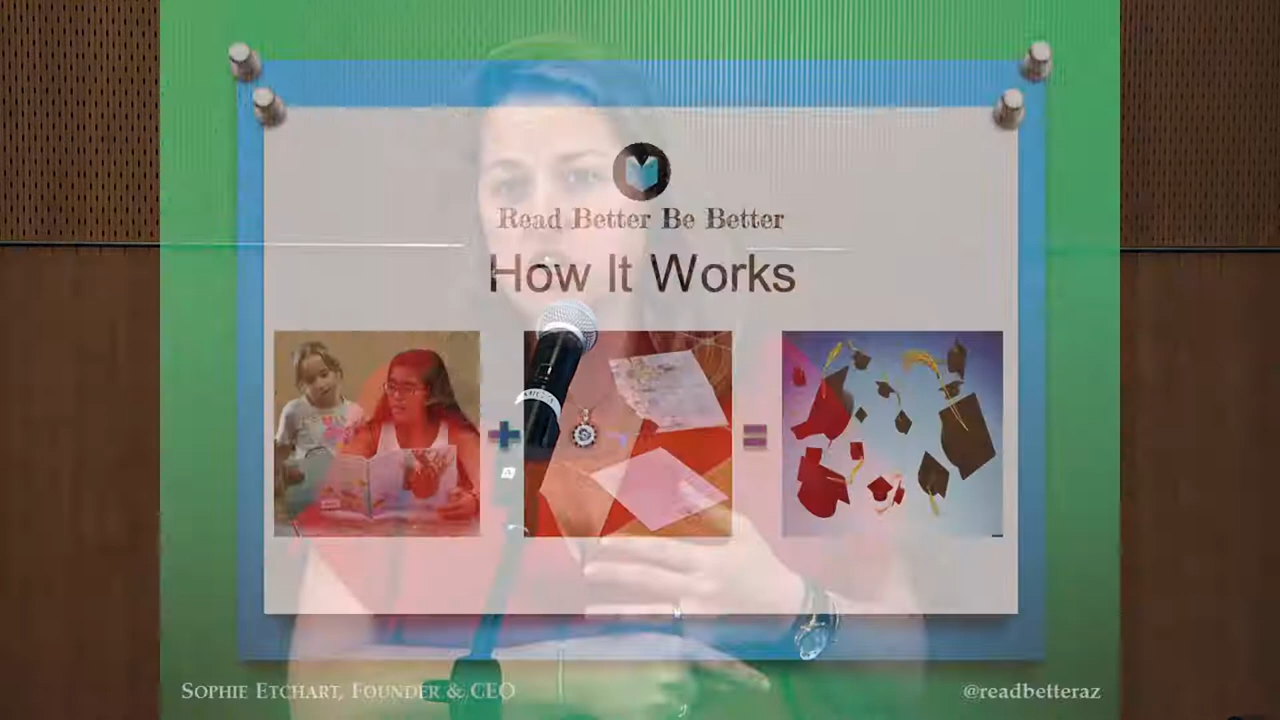 Read Better Be Better
How It Works
+
=
SOPHIE ETCHART, FOUNDER & CEO
@readbetteraz